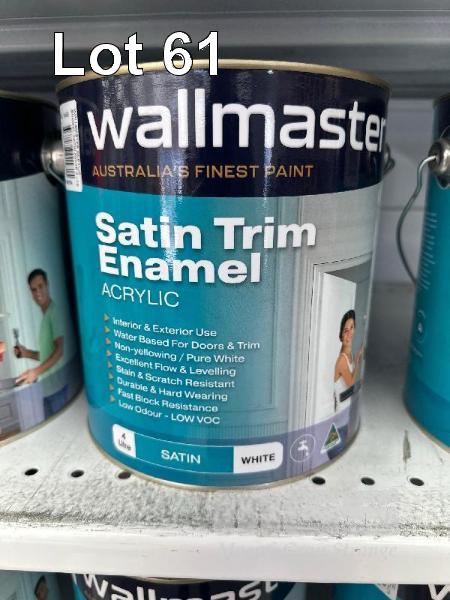 Lot 61
wallmaster
AUSTRALIA'S FINEST PAINT
Satin Trim
Enamel
ACRYLIC
Interior & Exterior Use
Water Based For Doors & Trim
Non-yellowing / Pure White
Excellent Flow & Levelling
Stain & Scratch Resistant
Durable & Hard Wearing
Fast Block Resistance
Low Odour - LOW VOC
4 Litre SATIN WHITE
wallmaster